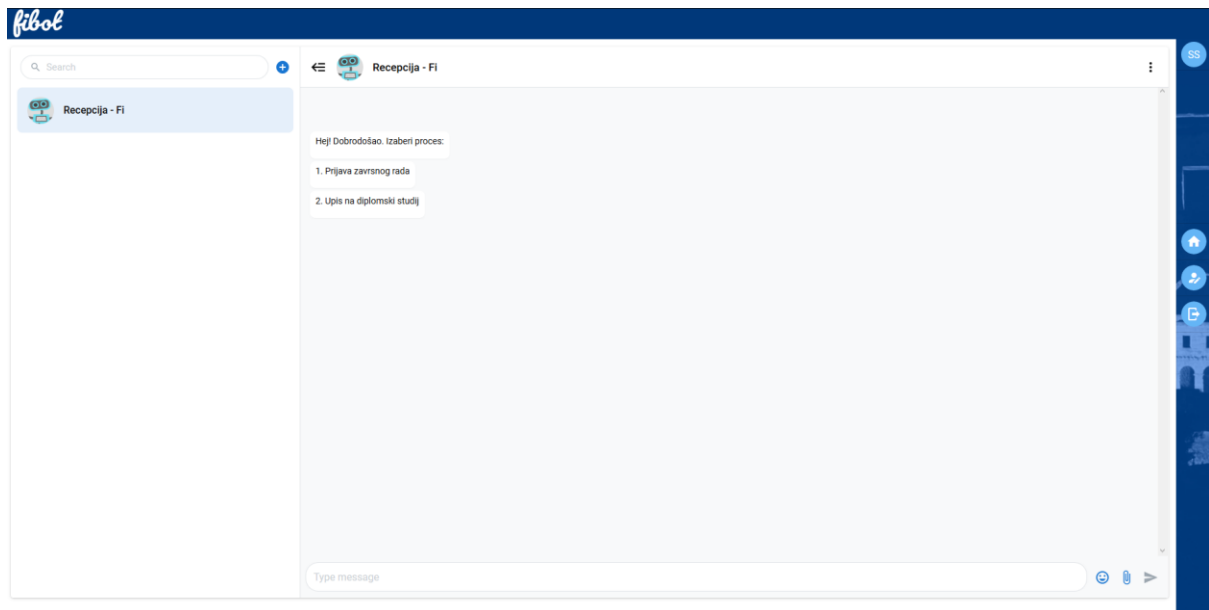 fibot
Search
Recepcija - Fi
SS
Recepcija - Fi
Hej! Dobrodošao. Izaberi proces:
1. Prijava zavrsnog rada
2. Upis na diplomski studij
Type message